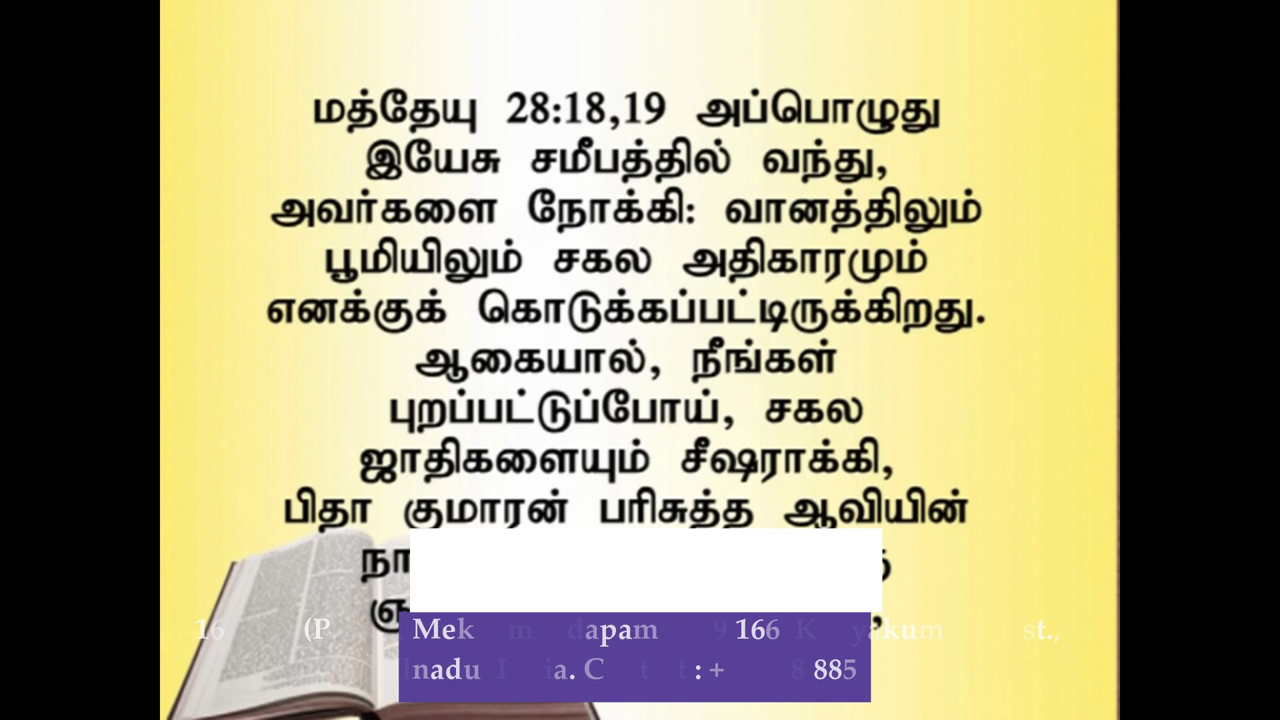 மத்தேயு 28:18,19 அப்பொழுது
இயேசு சமீபத்தில் வந்து,
அவர்களை நோக்கி: வானத்திலும்
பூமியிலும் சகல அதிகாரமும்
எனக்குக் கொடுக்கப்பட்டிருக்கிறது.
ஆகையால், நீங்கள்
புறப்பட்டுப்போய், சகல
ஜாதிகளையும் சீஷராக்கி,
பிதா குமாரன் பரிசுத்த ஆவியின்
166